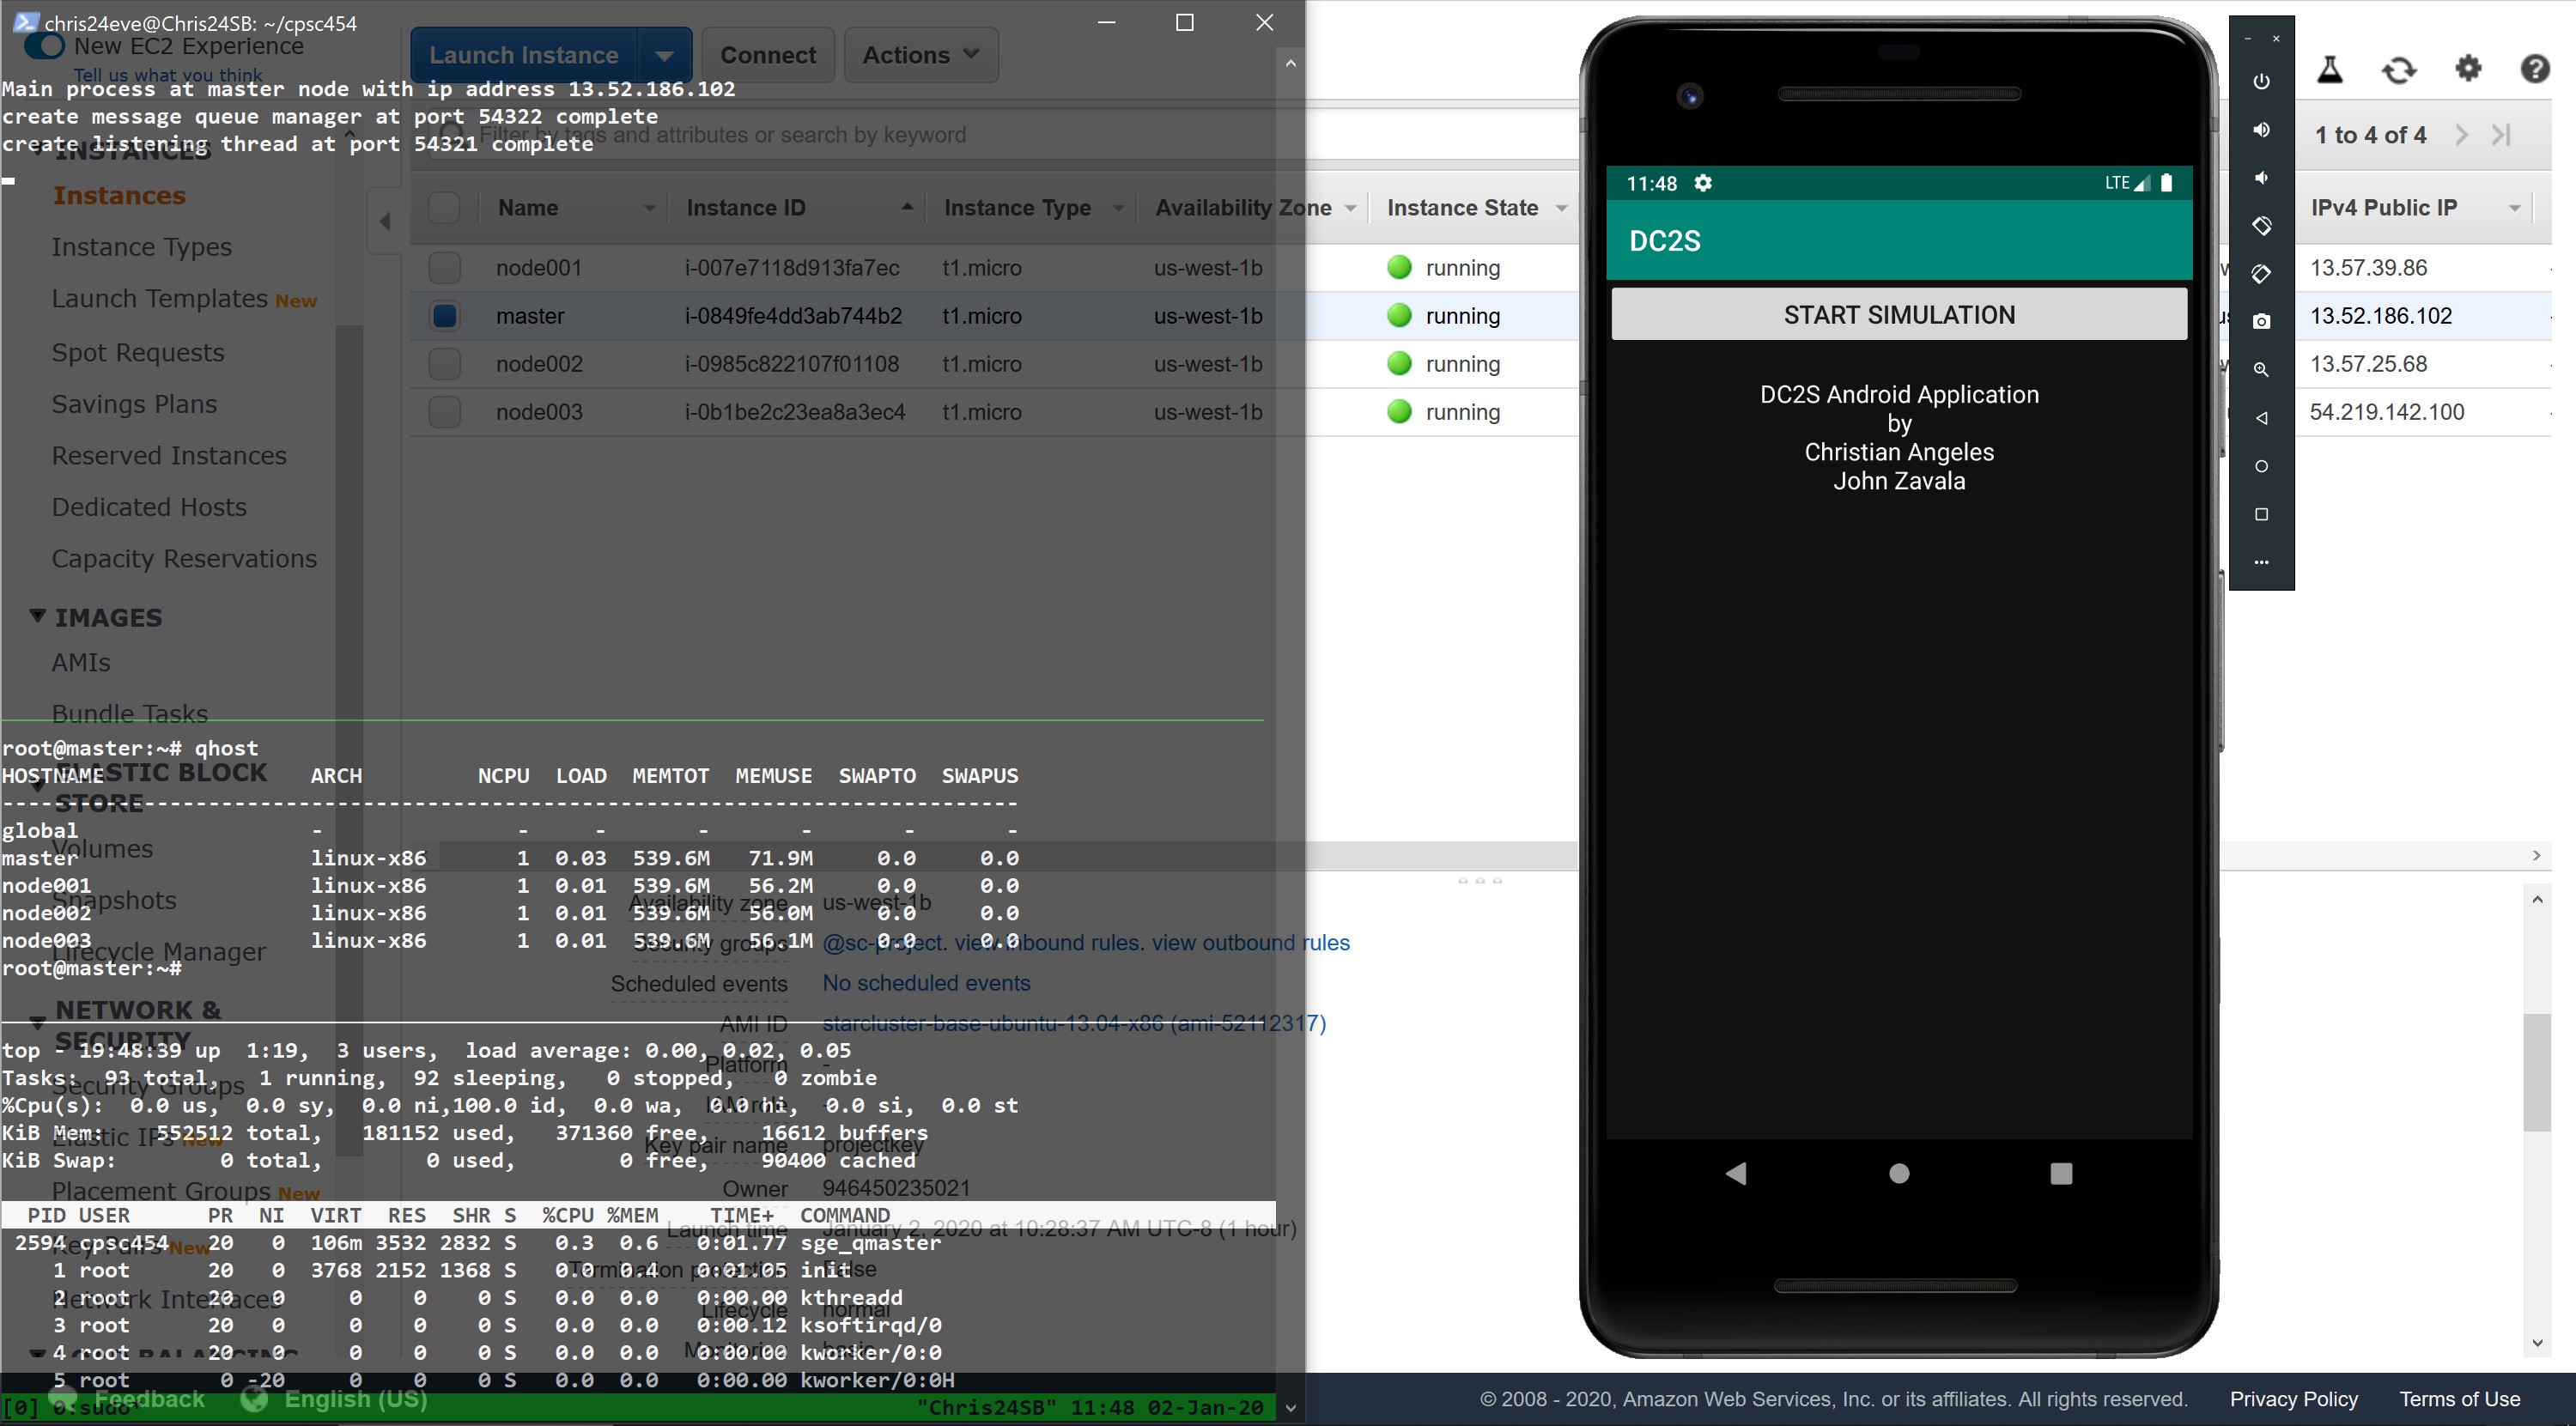 chris24eve@Chris24SB: ~/cpsc454
New EC2 Experience
Tell us what you think
Launch Instance
Connect
Actions
Main process at master node with ip address 13.52.186.102
create message queue manager at port 54322 complete
create listening thread at port 54321 complete
Filter by tags and attributes or search by keyword
1 to 4 of 4
INSTANCES
Instances
Instance Types
Launch Templates New
Spot Requests
Savings Plans
Reserved Instances
Dedicated Hosts
Capacity Reservations
IMAGES
AMIs
Bundle Tasks
ELASTIC BLOCK
STORE
Volumes
Snapshots
Lifecycle Manager
NETWORK &
SECURITY
Security Groups
Elastic IPs New
Placement Groups New
Key Pairs New
Network Interfaces
LOAD BALANCING
Name Instance ID Instance Type Availability Zone Instance State IPv4 Public IP
node001 i-007e7118d913fa7ec t1.micro us-west-1b running 13.57.39.86
master i-0849fe4dd3ab744b2 t1.micro us-west-1b running 13.52.186.102
node002 i-0985c822107f01108 t1.micro us-west-1b running 13.57.25.68
node003 i-0b1be2c23ea8a3ec4 t1.micro us-west-1b running 54.219.142.100
root@master:~# qhost
HOSTNAME ARCH NCPU LOAD MEMTOT MEMUSE SWAPTO SWAPUS
-------------------------------------------------------------------------------
global - - - - - - -
master linux-x86 1 0.03 539.6M 71.9M 0.0 0.0
node001 linux-x86 1 0.01 539.6M 56.2M 0.0 0.0
node002 linux-x86 1 0.01 539.6M 56.0M 0.0 0.0
node003 linux-x86 1 0.01 539.6M 56.1M 0.0 0.0
root@master:~#
Availability zone us-west-1b
Security groups @sc-project. view inbound rules. view outbound rules
Scheduled events No scheduled events
AMI ID starcluster-base-ubuntu-13.04-x86 (ami-52112317)
Platform -
IAM role -
Key pair name projectkey
Owner 946450235021
Launch time January 2, 2020 at 10:28:37 AM UTC-8 (1 hour)
Termination protection False
Lifecycle normal
Monitoring basic
top - 19:48:39 up 1:19, 3 users, load average: 0.00, 0.02, 0.05
Tasks: 93 total, 1 running, 92 sleeping, 0 stopped, 0 zombie
%Cpu(s): 0.0 us, 0.0 sy, 0.0 ni,100.0 id, 0.0 wa, 0.0 hi, 0.0 si, 0.0 st
KiB Mem: 552512 total, 181152 used, 371360 free, 16612 buffers
KiB Swap: 0 total, 0 used, 0 free, 90400 cached
PID USER PR NI VIRT RES SHR S %CPU %MEM TIME+ COMMAND
2594 cpsc454 20 0 106m 3532 2832 S 0.3 0.6 0:01.77 sge_qmaster
1 root 20 0 3768 2152 1368 S 0.0 0.4 0:01.05 init
2 root 20 0 0 0 0 S 0.0 0.0 0:00.00 kthreadd
3 root 20 0 0 0 0 S 0.0 0.0 0:00.12 ksoftirqd/0
4 root 20 0 0 0 0 S 0.0 0.0 0:00.00 kworker/0:0
5 root 0 -20 0 0 0 S 0.0 0.0 0:00.00 kworker/0:0H
[0] 0:sudo* "Chris24SB" 11:48 02-Jan-20
Feedback English (US)
11:48 LTE
DC2S
START SIMULATION
DC2S Android Application
by
Christian Angeles
John Zavala
© 2008 - 2020, Amazon Web Services, Inc. or its affiliates. All rights reserved. Privacy Policy Terms of Use